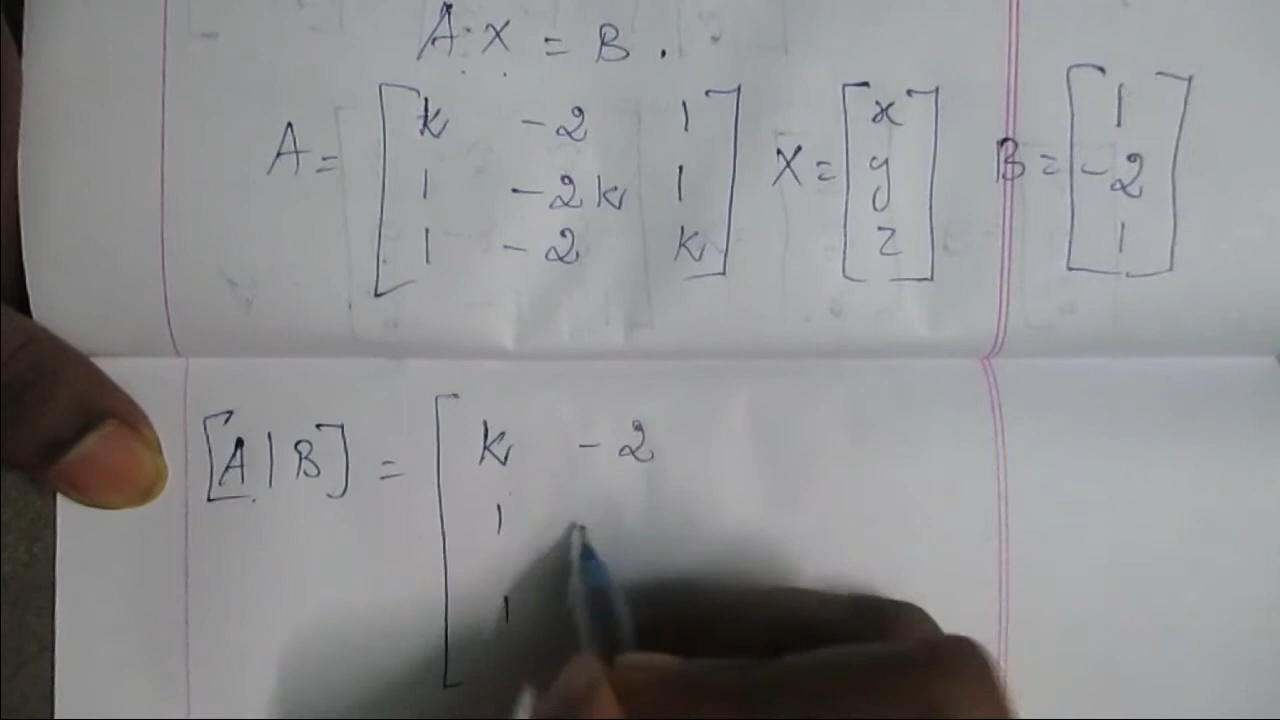 A·X = B.
A = [ k -2 1 ] X = [ x ] B = [ 1 ]
[ 1 -2k 1 ] [ y ] [ -2 ]
[ 1 -2 k ] [ z ] [ 1 ]
[A|B] = [ k -2
1
1